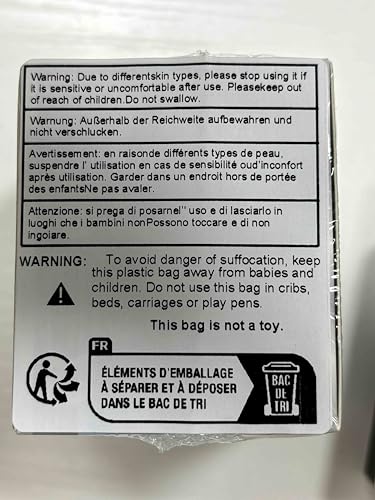 Warning: Due to differentskin types, please stop using it if
it is sensitive or uncomfortable after use. Pleasekeep out
of reach of children.Do not swallow.
Warnung: Außerhalb der Reichweite aufbewahren und
nicht verschlucken.
Avertissement: en raisonde différents types de peau,
suspendre l' utilisation en cas de sensibilité oud'inconfort
après utilisation. Garder dans un endroit hors de portée
des enfantsNe pas avaler.
Attenzione: si prega di posarnel" uso e di lasciarlo in
luoghi che i bambini nonPossono toccare e di non
ingoiare.
WARNING: To avoid danger of suffocation, keep
this plastic bag away from babies and
children. Do not use this bag in cribs,
beds, carriages or play pens.
This bag is not a toy.
FR
ÉLÉMENTS D'EMBALLAGE
À SÉPARER ET À DÉPOSER
DANS LE BAC DE TRI
BAC
DE
TRI